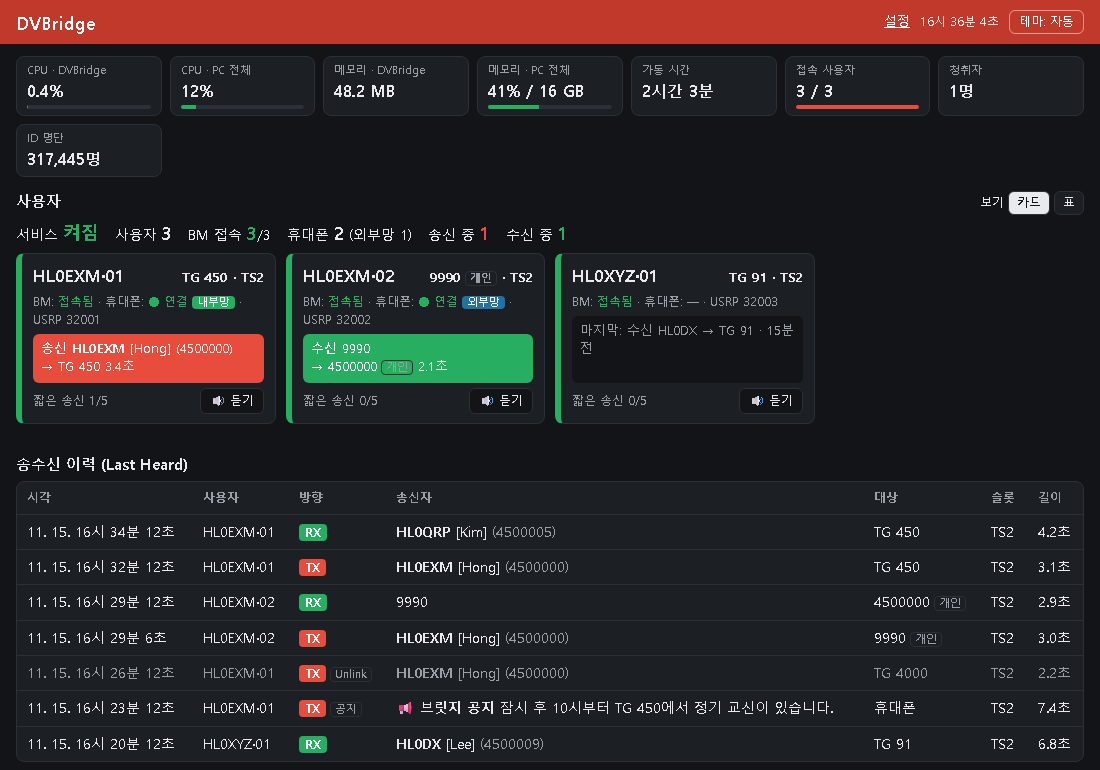 DVBridge
설정 16시 36분 4초 테마: 자동
CPU · DVBridge
0.4%
CPU · PC 전체
12%
메모리 · DVBridge
48.2 MB
메모리 · PC 전체
41% / 16 GB
가동 시간
2시간 3분
접속 사용자
3 / 3
청취자
1명
ID 명단
317,445명
사용자
보기 카드 표
서비스 켜짐 사용자 3 BM 접속 3/3 휴대폰 2 (외부망 1) 송신 중 1 수신 중 1
HL0EXM-01 TG 450 · TS2
BM: 접속됨 · 휴대폰: ● 연결 내부망 ·
USRP 32001
송신 HL0EXM [Hong] (4500000)
→ TG 450 3.4초
짧은 송신 1/5 🔊 듣기
HL0EXM-02 9990 개인 · TS2
BM: 접속됨 · 휴대폰: ● 연결 외부망 ·
USRP 32002
수신 9990
→ 4500000 개인 2.1초
짧은 송신 0/5 🔊 듣기
HL0XYZ-01 TG 91 · TS2
BM: 접속됨 · 휴대폰: — · USRP 32003
마지막: 수신 HL0DX → TG 91 · 15분
전
짧은 송신 0/5 🔊 듣기
송수신 이력 (Last Heard)
시각 사용자 방향 송신자 대상 슬롯 길이
11. 15. 16시 34분 12초 HL0EXM-01 RX HL0QRP [Kim] (4500005) TG 450 TS2 4.2초
11. 15. 16시 32분 12초 HL0EXM-01 TX HL0EXM [Hong] (4500000) TG 450 TS2 3.1초
11. 15. 16시 29분 12초 HL0EXM-02 RX 9990 4500000 개인 TS2 2.9초
11. 15. 16시 29분 6초 HL0EXM-02 TX HL0EXM [Hong] (4500000) 9990 개인 TS2 3.0초
11. 15. 16시 26분 12초 HL0EXM-01 TX Unlink HL0EXM [Hong] (4500000) TG 4000 TS2 2.2초
11. 15. 16시 23분 12초 HL0EXM-01 TX 공지 📢 브릿지 공지 잠시 후 10시부터 TG 450에서 정기 교신이 있습니다. 휴대폰 TS2 7.4초
11. 15. 16시 20분 12초 HL0XYZ-01 RX HL0DX [Lee] (4500009) TG 91 TS2 6.8초